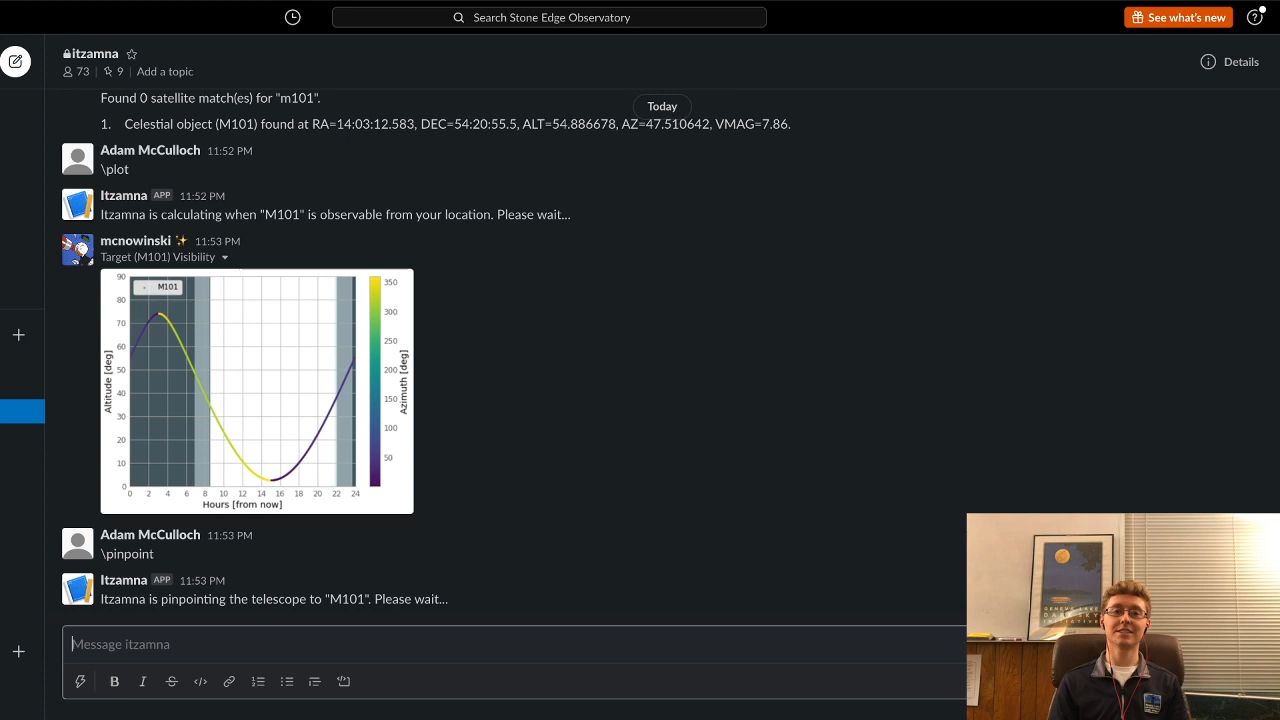 Search Stone Edge Observatory
See what's new
itzamna
73 9 Add a topic
Details
Found 0 satellite match(es) for "m101".
Today
1. Celestial object (M101) found at RA=14:03:12.583, DEC=54:20:55.5, ALT=54.886678, AZ=47.510642, VMAG=7.86.
Adam McCulloch 11:52 PM
\plot
Itzamna APP 11:52 PM
Itzamna is calculating when "M101" is observable from your location. Please wait...
mcnowinski 11:53 PM
Target (M101) Visibility
M101
90
80
70
60
50
40
30
20
10
0
Altitude [deg]
0 2 4 6 8 10 12 14 16 18 20 22 24
Hours [from now]
350
300
250
200
150
100
50
Azimuth [deg]
Adam McCulloch 11:53 PM
\pinpoint
Itzamna APP 11:53 PM
Itzamna is pinpointing the telescope to "M101". Please wait...
Message itzamna
B I S
GENEVA LAKE
DARK SKY
INITIATIVE